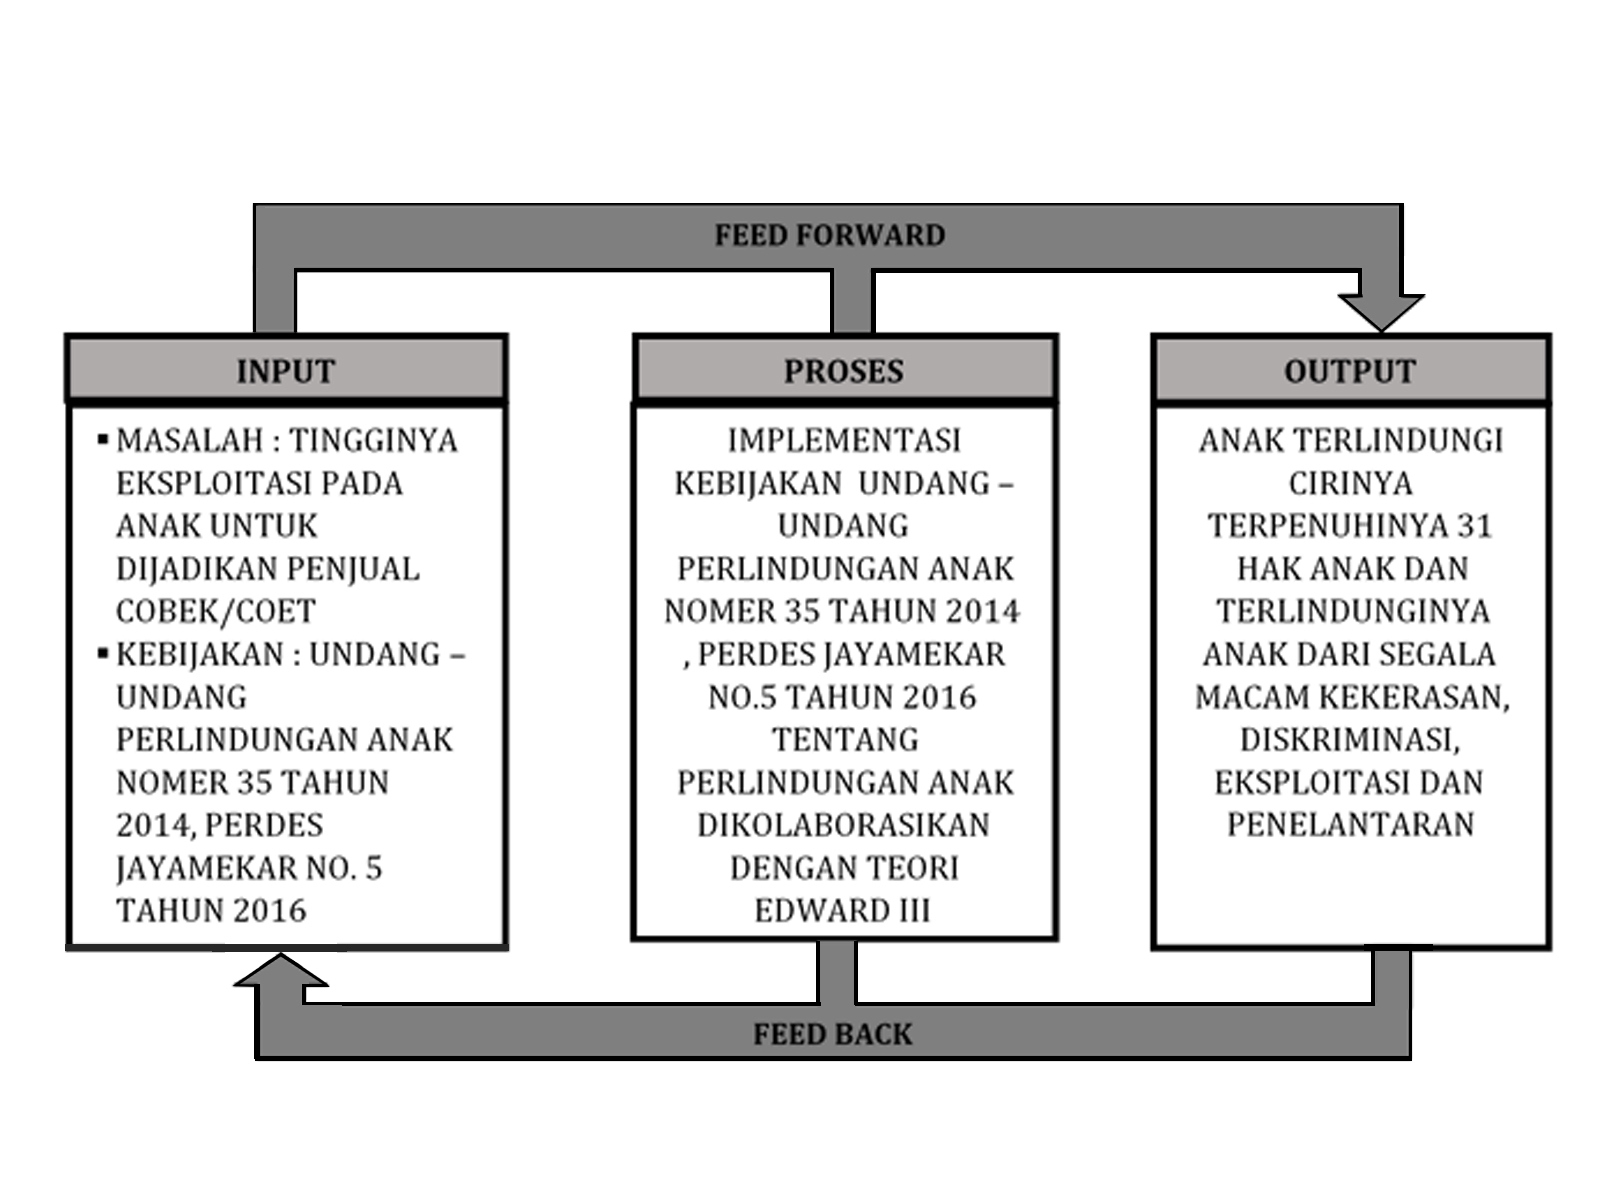 FEED FORWARD
INPUT
▪ MASALAH : TINGGINYA
EKSPLOITASI PADA
ANAK UNTUK
DIJADIKAN PENJUAL
COBEK/COET
▪ KEBIJAKAN : UNDANG –
UNDANG
PERLINDUNGAN ANAK
NOMER 35 TAHUN
2014, PERDES
JAYAMEKAR NO. 5
TAHUN 2016
PROSES
IMPLEMENTASI
KEBIJAKAN UNDANG –
UNDANG
PERLINDUNGAN ANAK
NOMER 35 TAHUN 2014
, PERDES JAYAMEKAR
NO.5 TAHUN 2016
TENTANG
PERLINDUNGAN ANAK
DIKOLABORASIKAN
DENGAN TEORI
EDWARD III
OUTPUT
ANAK TERLINDUNGI
CIRINYA
TERPENUHINYA 31
HAK ANAK DAN
TERLINDUNGINYA
ANAK DARI SEGALA
MACAM KEKERASAN,
DISKRIMINASI,
EKSPLOITASI DAN
PENELANTARAN
FEED BACK